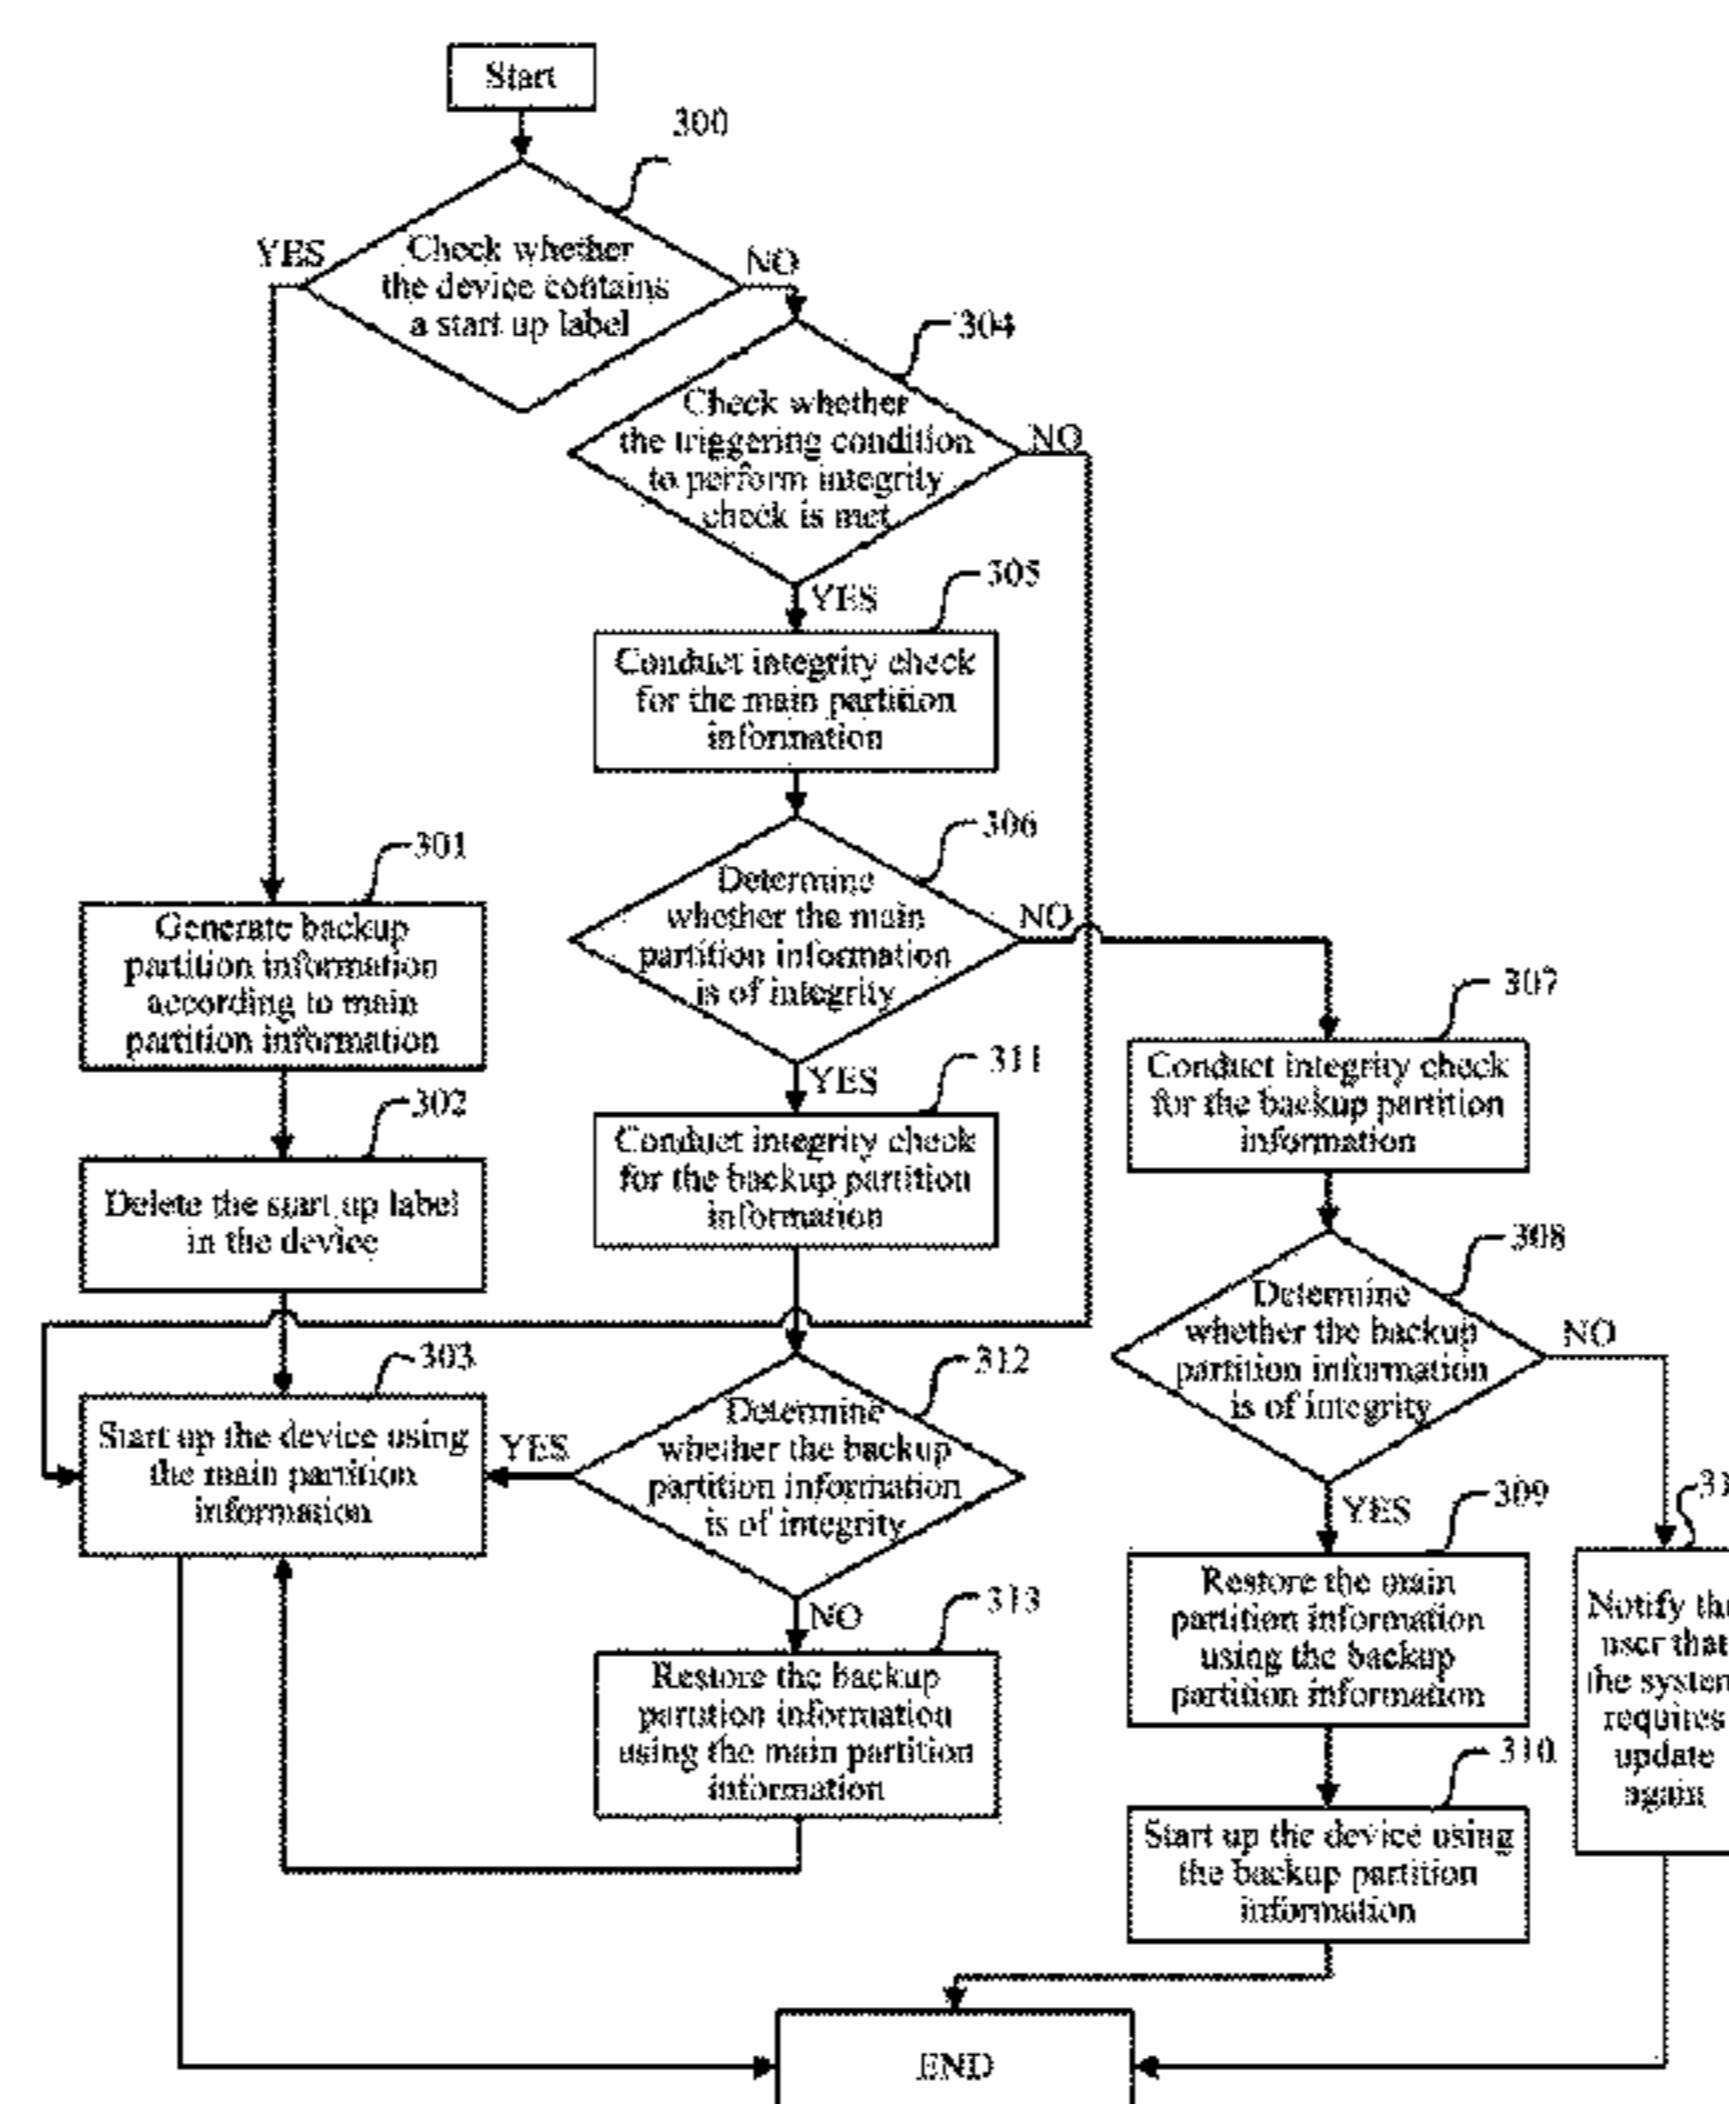 Start
300
Check whether
the device contains
a start up label
YES
NO
304
Check whether
the triggering condition
to perform integrity
check is met
NO
YES
305
Conduct integrity check
for the main partition
information
306
Determine
whether the main
partition information
is of integrity
NO
YES
301
Generate backup
partition information
according to main
partition information
302
Delete the start up label
in the device
303
Start up the device using
the main partition
information
311
Conduct integrity check
for the backup partition
information
312
Determine
whether the backup
partition information
is of integrity
YES
NO
313
Restore the backup
partition information
using the main partition
information
307
Conduct integrity check
for the backup partition
information
308
Determine
whether the backup
partition information
is of integrity
NO
YES
309
Restore the main
partition information
using the backup
partition information
310
Start up the device using
the backup partition
information
Notify the
user that
the system
requires
update
again
END